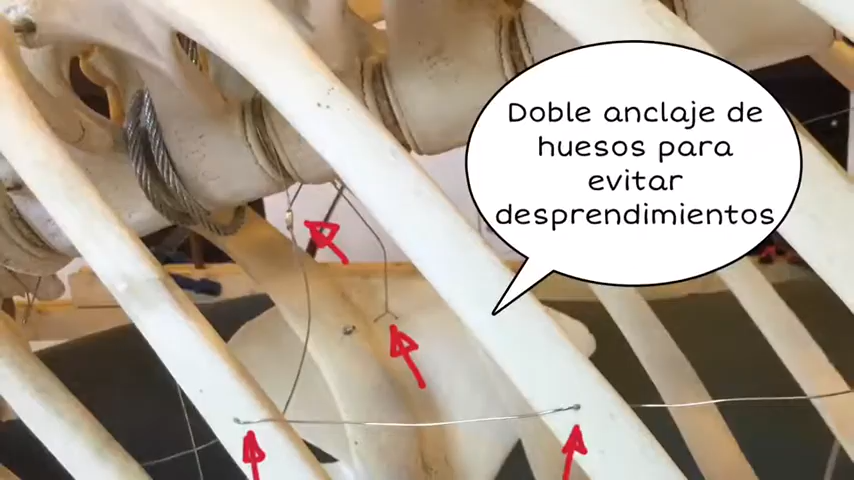 Doble anclaje de
huesos para
evitar
desprendimientos